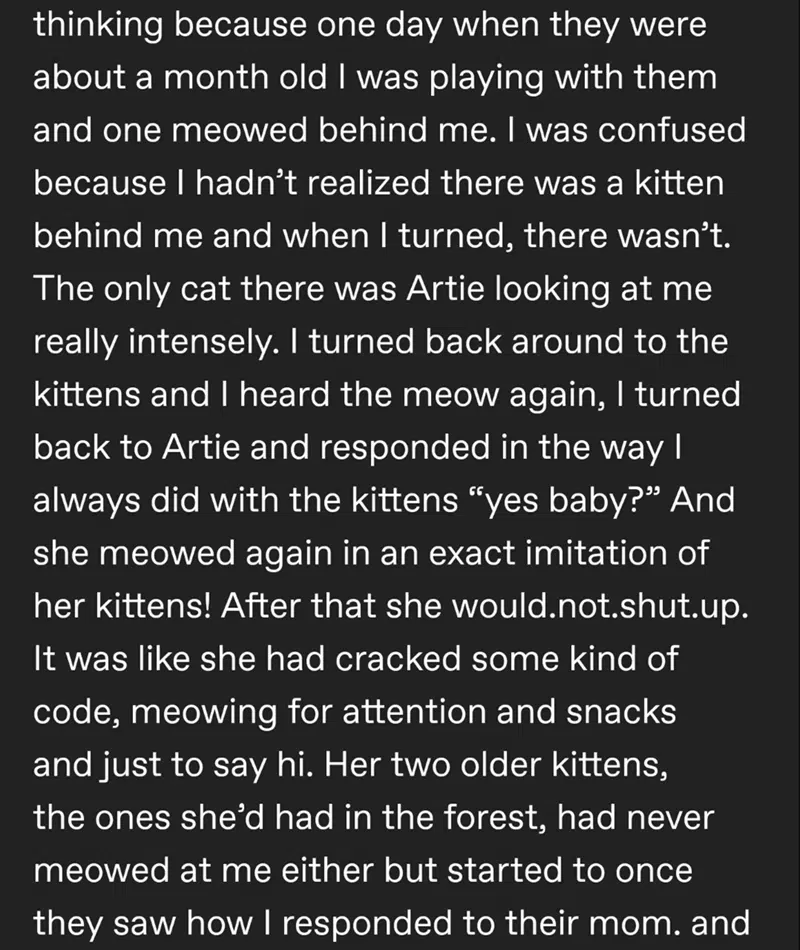 thinking because one day when they were
about a month old I was playing with them
and one meowed behind me. I was confused
because I hadn’t realized there was a kitten
behind me and when I turned, there wasn’t.
The only cat there was Artie looking at me
really intensely. I turned back around to the
kittens and I heard the meow again, I turned
back to Artie and responded in the way I
always did with the kittens “yes baby?” And
she meowed again in an exact imitation of
her kittens! After that she would.not.shut.up.
It was like she had cracked some kind of
code, meowing for attention and snacks
and just to say hi. Her two older kittens,
the ones she’d had in the forest, had never
meowed at me either but started to once
they saw how I responded to their mom. and